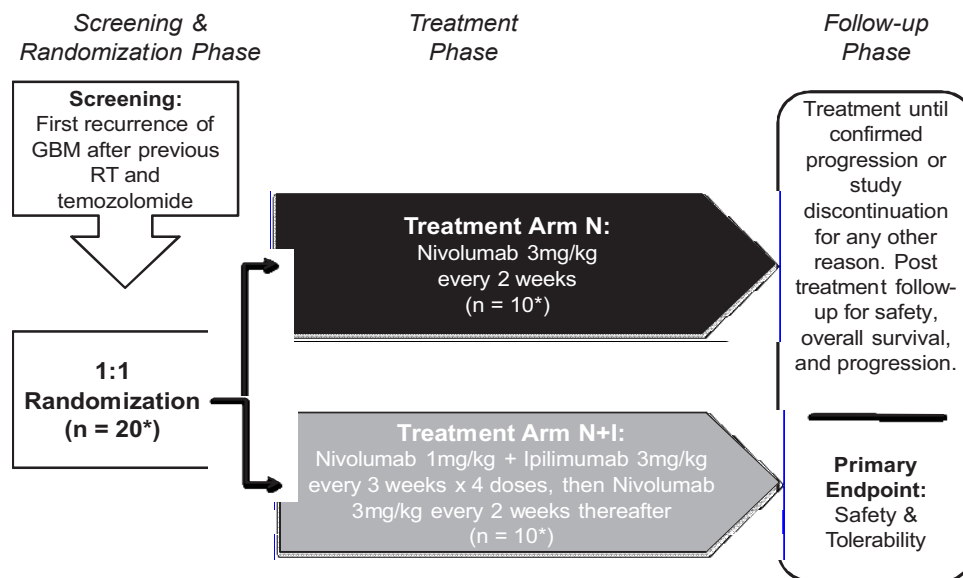 Screening &
Randomization Phase
Treatment
Phase
Follow-up
Phase
Screening:
First recurrence of
GBM after previous
RT and
temozolomide
1:1
Randomization
(n = 20*)
Treatment Arm N:
Nivolumab 3mg/kg
every 2 weeks
(n = 10*)
Treatment Arm N+I:
Nivolumab 1mg/kg + Ipilimumab 3mg/kg
every 3 weeks x 4 doses, then Nivolumab
3mg/kg every 2 weeks thereafter
(n = 10*)
Treatment until
confirmed
progression or
study
discontinuation
for any other
reason. Post
treatment follow-
up for safety,
overall survival,
and progression.
Primary
Endpoint:
Safety &
Tolerability